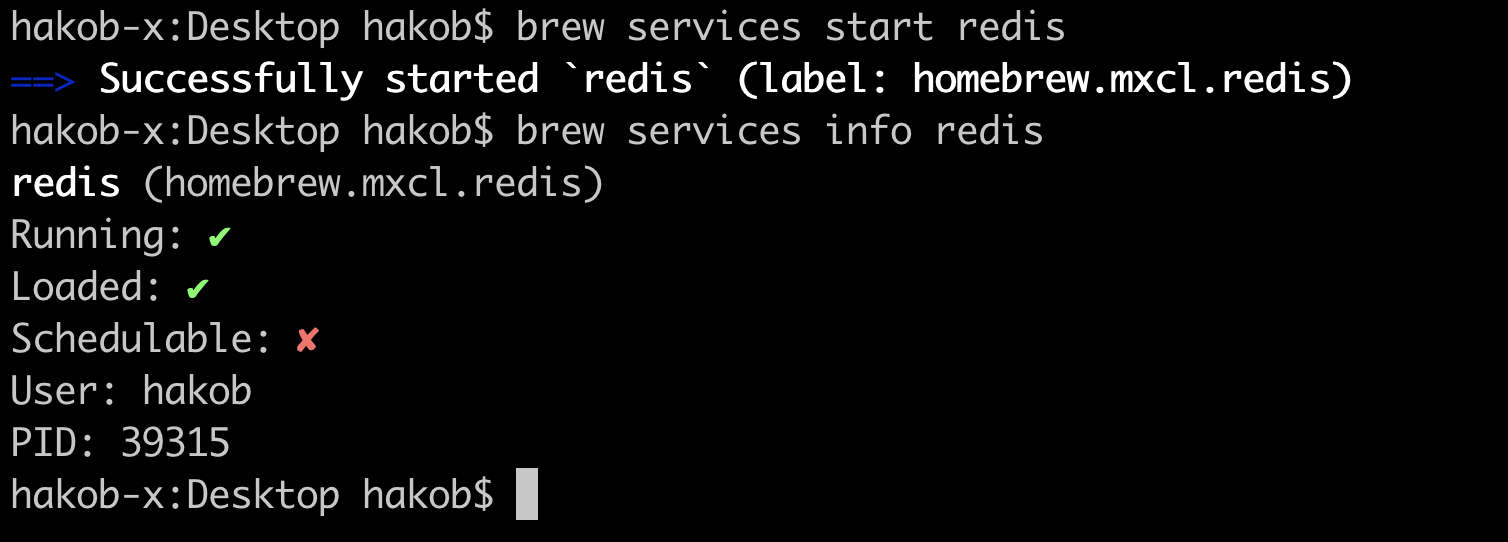 hakob-x:Desktop hakob$ brew services start redis
==> Successfully started `redis` (label: homebrew.mxcl.redis)
hakob-x:Desktop hakob$ brew services info redis
redis (homebrew.mxcl.redis)
Running: ✔
Loaded: ✔
Schedulable: ✘
User: hakob
PID: 39315
hakob-x:Desktop hakob$